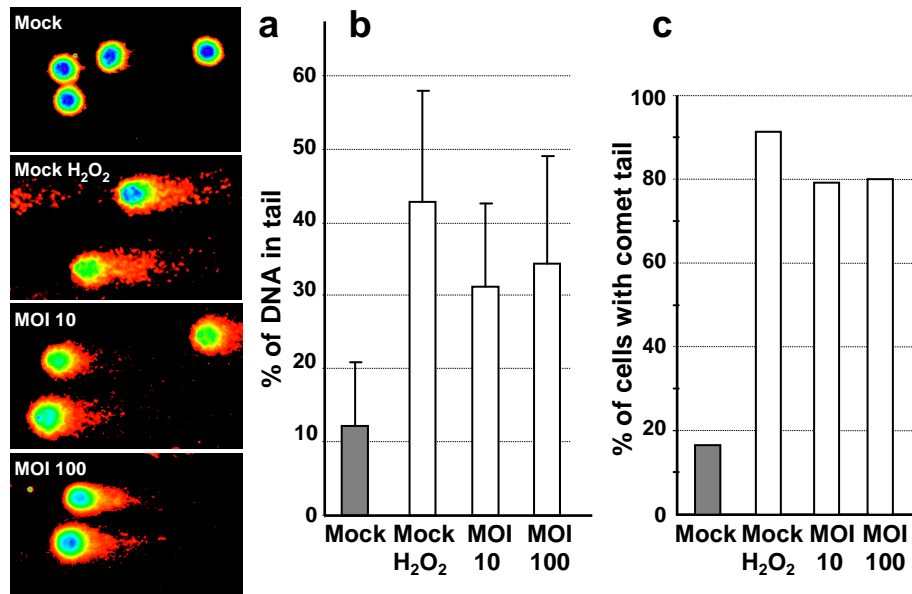 Mock
Mock H₂O₂
MOI 10
MOI 100
a
b
% of DNA in tail
60
50
40
30
20
10
0
Mock Mock MOI MOI
H₂O₂ 10 100
c
% of cells with comet tail
100
80
60
40
20
0
Mock Mock MOI MOI
H₂O₂ 10 100